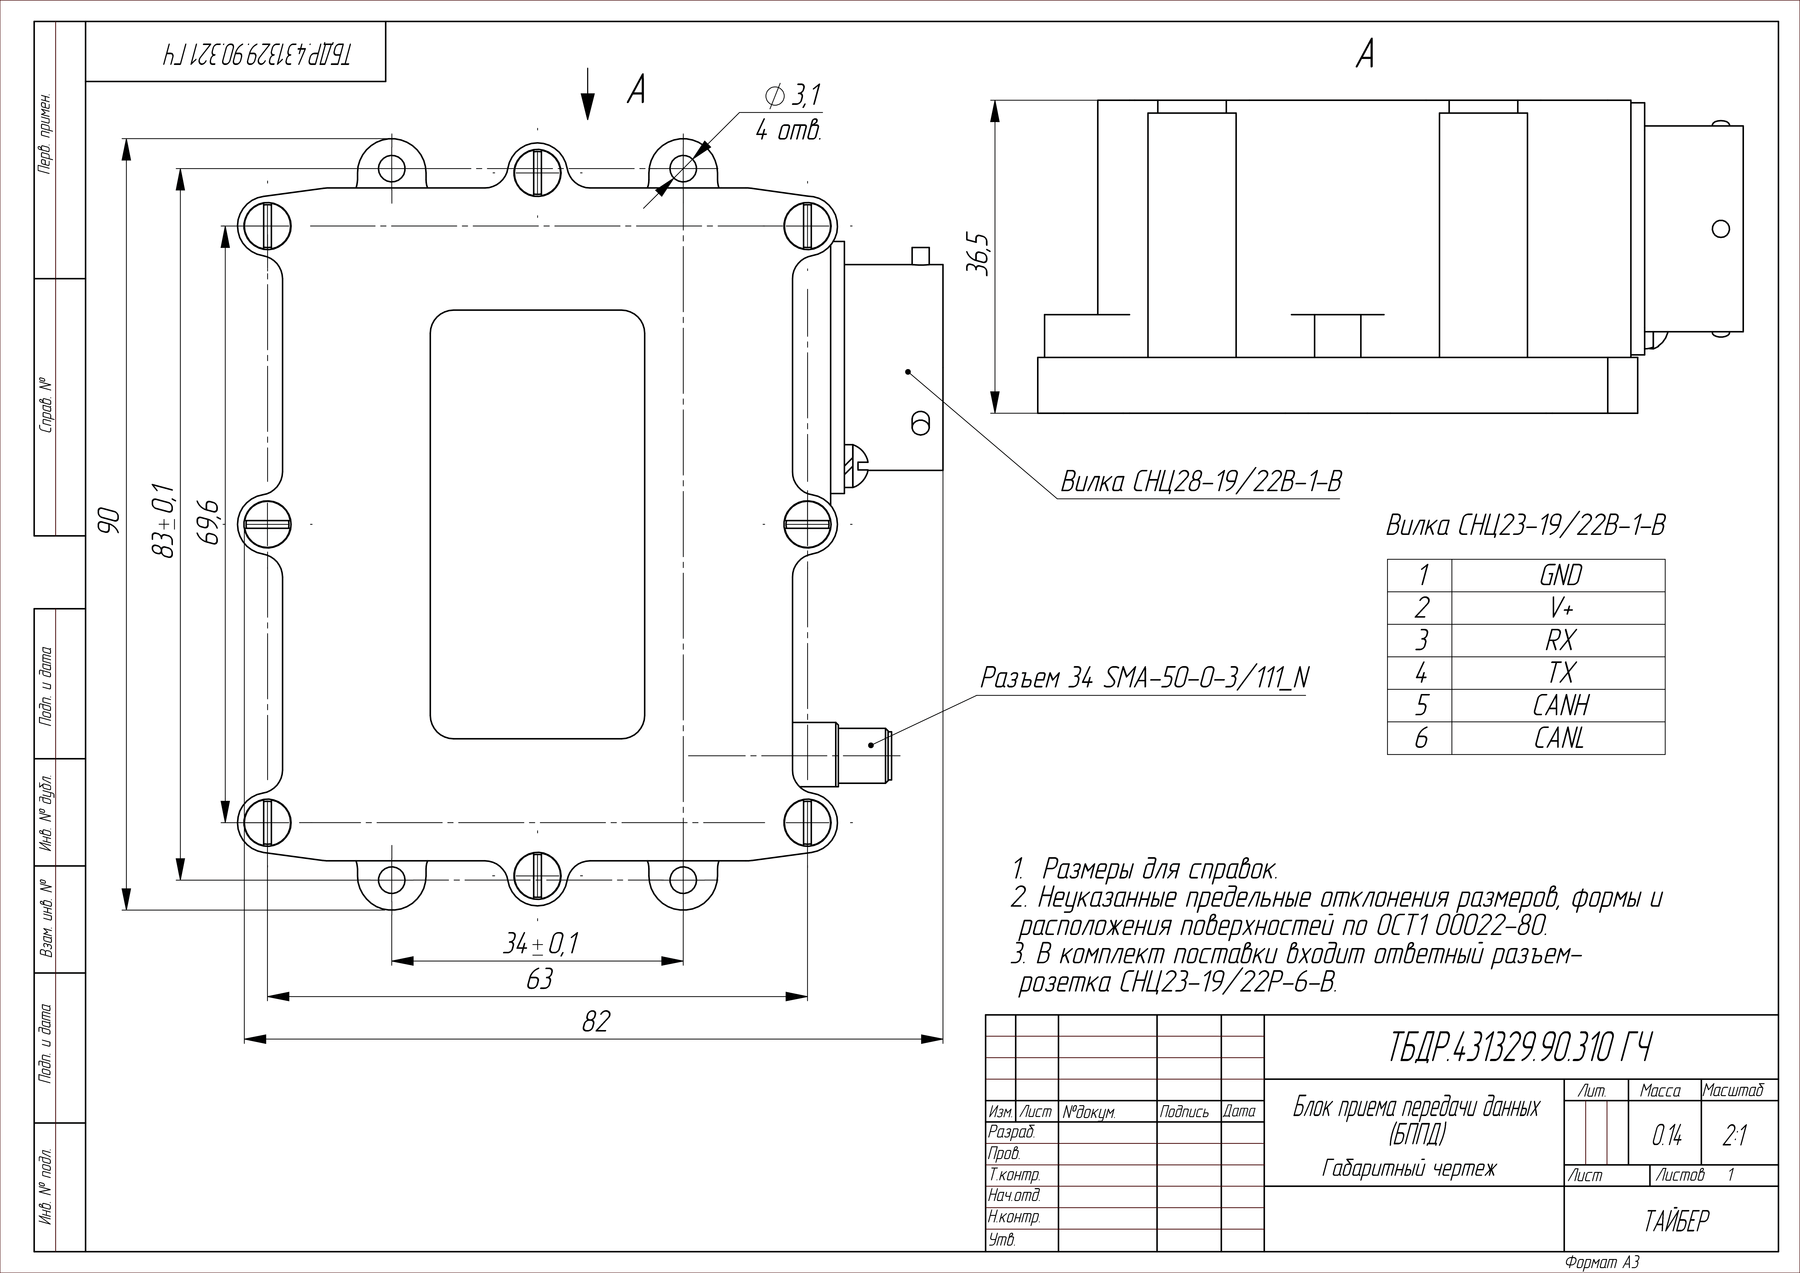 ТБДР.431329.90.321 ГЧ
Перв. примен.
Справ. №
Подп. и дата
Инв. № дубл.
Взам. инв. №
Подп. и дата
Инв. № подл.
А
⌀ 3,1
4 отв.
90
83±0,1
69,6
34±0,1
63
82
А
36,5
Вилка СНЦ28-19/22В-1-В
Разъем 34 SMA-50-0-3/111_N
Вилка СНЦ23-19/22В-1-В
1 GND
2 V+
3 RX
4 TX
5 CANH
6 CANL
1. Размеры для справок.
2. Неуказанные предельные отклонения размеров, формы и
расположения поверхностей по ОСТ1 00022-80.
3. В комплект поставки входит ответный разъем-
розетка СНЦ23-19/22Р-6-В.
ТБДР.431329.90.310 ГЧ
Изм. Лист №докум. Подпись Дата
Разраб.
Пров.
Т.контр.
Нач.отд.
Н.контр.
Утв.
Блок приема передачи данных
(БППД)
Габаритный чертеж
Лит. Масса Масштаб
0.14 2:1
Лист Листов 1
ТАЙБЕР
Формат А3